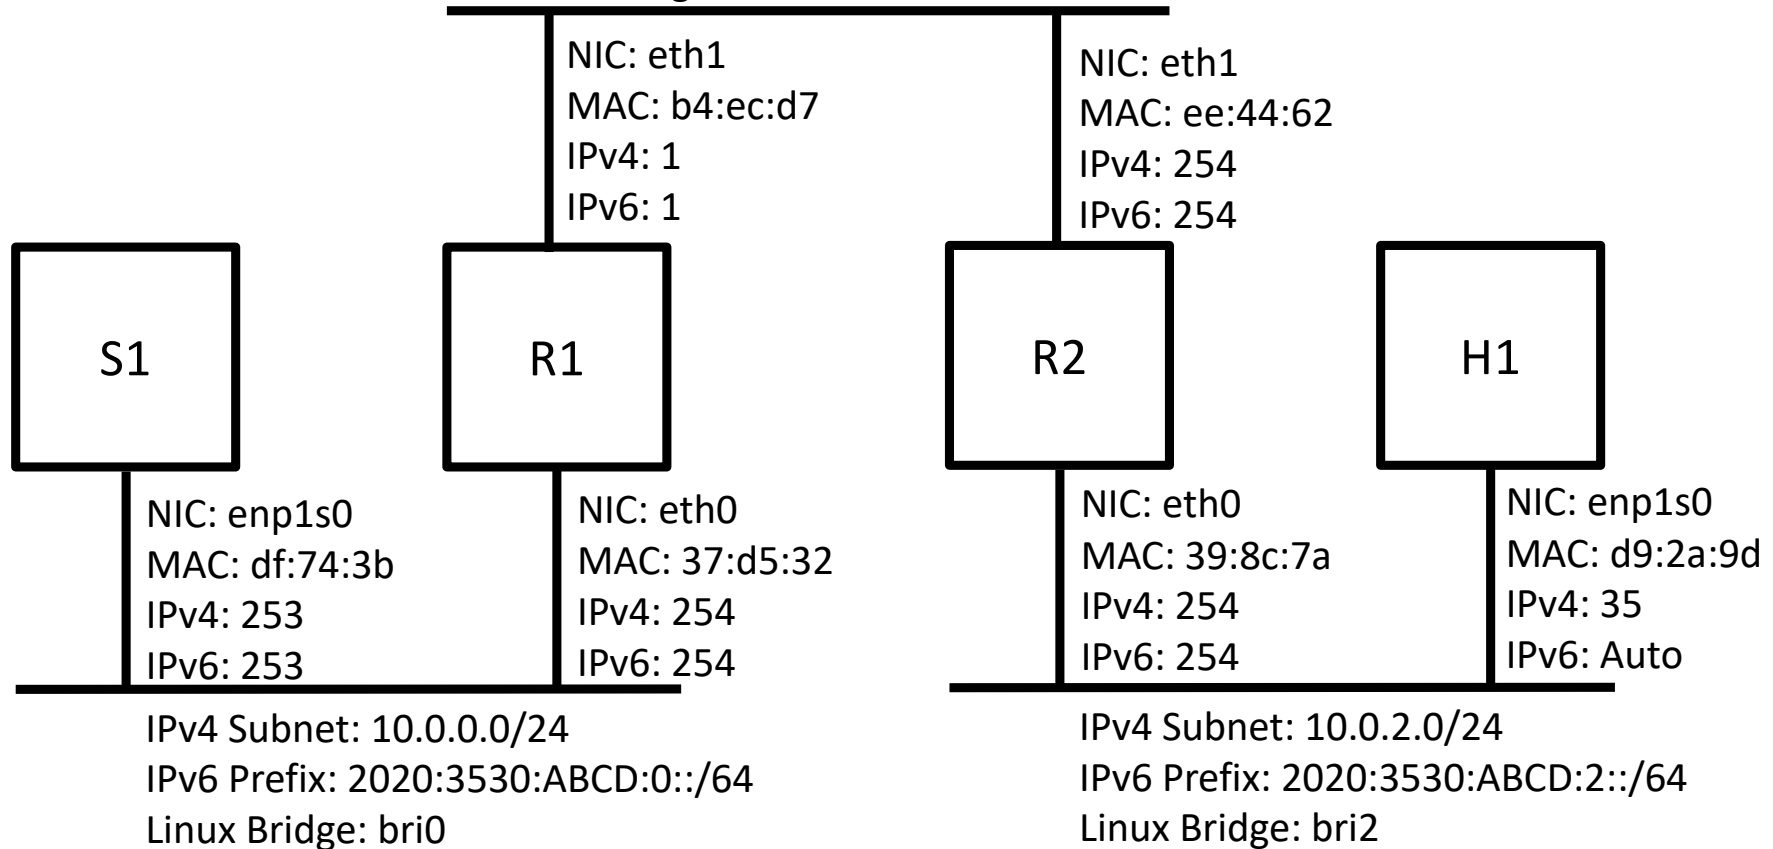 NIC: eth1
MAC: b4:ec:d7
IPv4: 1
IPv6: 1
NIC: eth1
MAC: ee:44:62
IPv4: 254
IPv6: 254
S1
R1
R2
H1
NIC: enp1s0
MAC: df:74:3b
IPv4: 253
IPv6: 253
NIC: eth0
MAC: 37:d5:32
IPv4: 254
IPv6: 254
NIC: eth0
MAC: 39:8c:7a
IPv4: 254
IPv6: 254
NIC: enp1s0
MAC: d9:2a:9d
IPv4: 35
IPv6: Auto
IPv4 Subnet: 10.0.0.0/24
IPv6 Prefix: 2020:3530:ABCD:0::/64
Linux Bridge: bri0
IPv4 Subnet: 10.0.2.0/24
IPv6 Prefix: 2020:3530:ABCD:2::/64
Linux Bridge: bri2